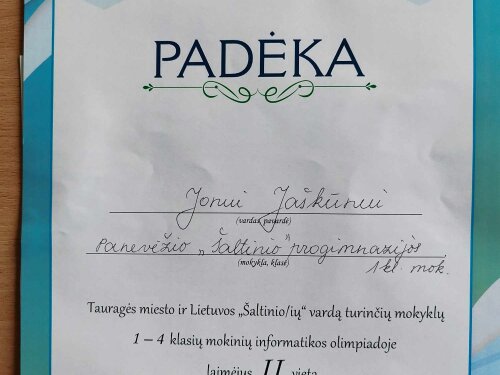 PADĖKA
Jonui Jaškūnui
(vardas, pavardė)
Panevėžio „Šaltinio" progimnazijos
(mokykla, klasė)
1 kl. mok.
Tauragės miesto ir Lietuvos „Šaltinio/ių“ vardą turinčių mokyklų
1 – 4 klasių mokinių informatikos olimpiadoje
laimėjus II vietą